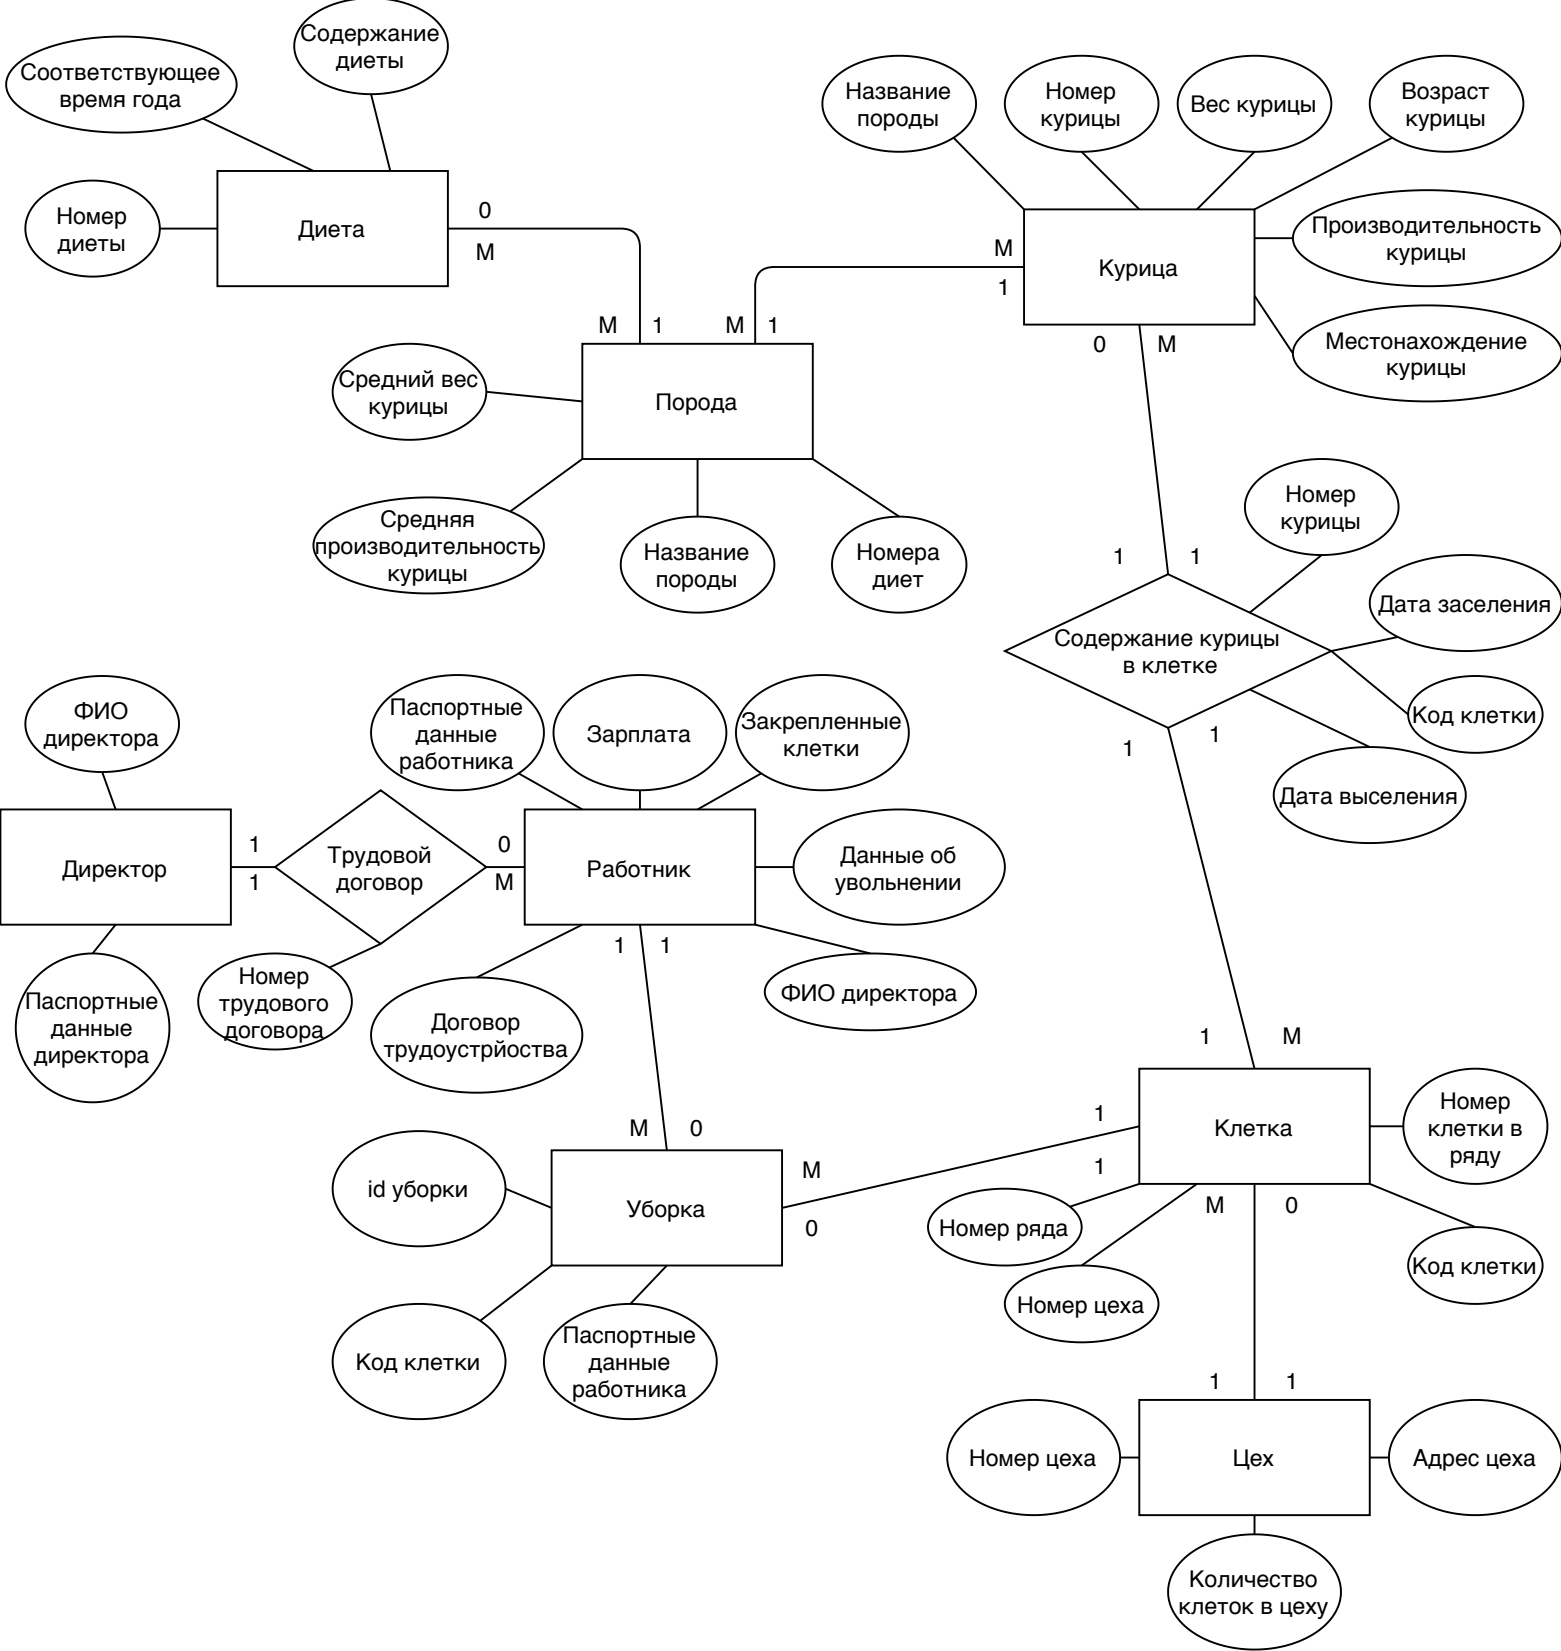 Содержание
диеты
Соответствующее
время года
Номер
диеты
Диета
0
М
Название
породы
Номер
курицы
Вес курицы
Возраст
курицы
Производительность
курицы
Местонахождение
курицы
Курица
М
1
0
М
М
1
М
1
Порода
Средний вес
курицы
Средняя
производительность
курицы
Название
породы
Номера
диет
Номер
курицы
1
1
Дата заселения
Содержание курицы
в клетке
Код клетки
Дата выселения
1
1
ФИО
директора
Паспортные
данные
работника
Зарплата
Закрепленные
клетки
Директор
1
1
Трудовой
договор
0
М
Работник
Данные об
увольнении
1
1
ФИО директора
Паспортные
данные
директора
Номер
трудового
договора
Договор
трудоустрйоства
1
М
М
0
1
1
М
0
Клетка
Номер
клетки в
ряду
id уборки
Уборка
Номер ряда
М
0
Номер цеха
Код клетки
Код клетки
Паспортные
данные
работника
1
1
Номер цеха
Цех
Адрес цеха
Количество
клеток в цеху